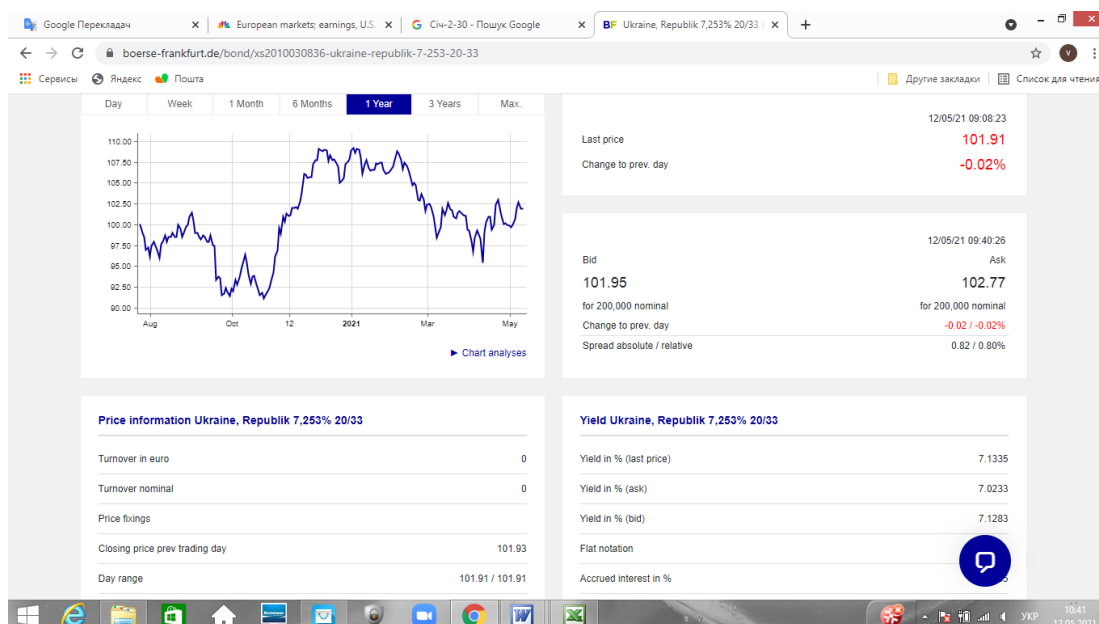 Google Перекладач
European markets; earnings, U.S.
Січ-2-30 - Пошук Google
BF Ukraine, Republik 7,253% 20/33
boerse-frankfurt.de/bond/xs2010030836-ukraine-republik-7-253-20-33
V
Сервисы
Яндекс
Пошта
Другие закладки
Список для чтения
Day Week 1 Month 6 Months 1 Year 3 Years Max.
110.00
107.50
105.00
102.50
100.00
97.50
95.00
92.50
90.00
Aug Oct 12 2021 Mar May
Chart analyses
12/05/21 09:08:23
Last price 101.91
Change to prev. day -0.02%
12/05/21 09:40:26
Bid Ask
101.95 102.77
for 200,000 nominal for 200,000 nominal
Change to prev. day -0.02 / -0.02%
Spread absolute / relative 0.82 / 0.80%
Price information Ukraine, Republik 7,253% 20/33
Turnover in euro 0
Turnover nominal 0
Price fixings
Closing price prev trading day 101.93
Day range 101.91 / 101.91
Yield Ukraine, Republik 7,253% 20/33
Yield in % (last price) 7.1335
Yield in % (ask) 7.0233
Yield in % (bid) 7.1283
Flat notation
Accrued interest in %
УКР
10:41
12.05.2021